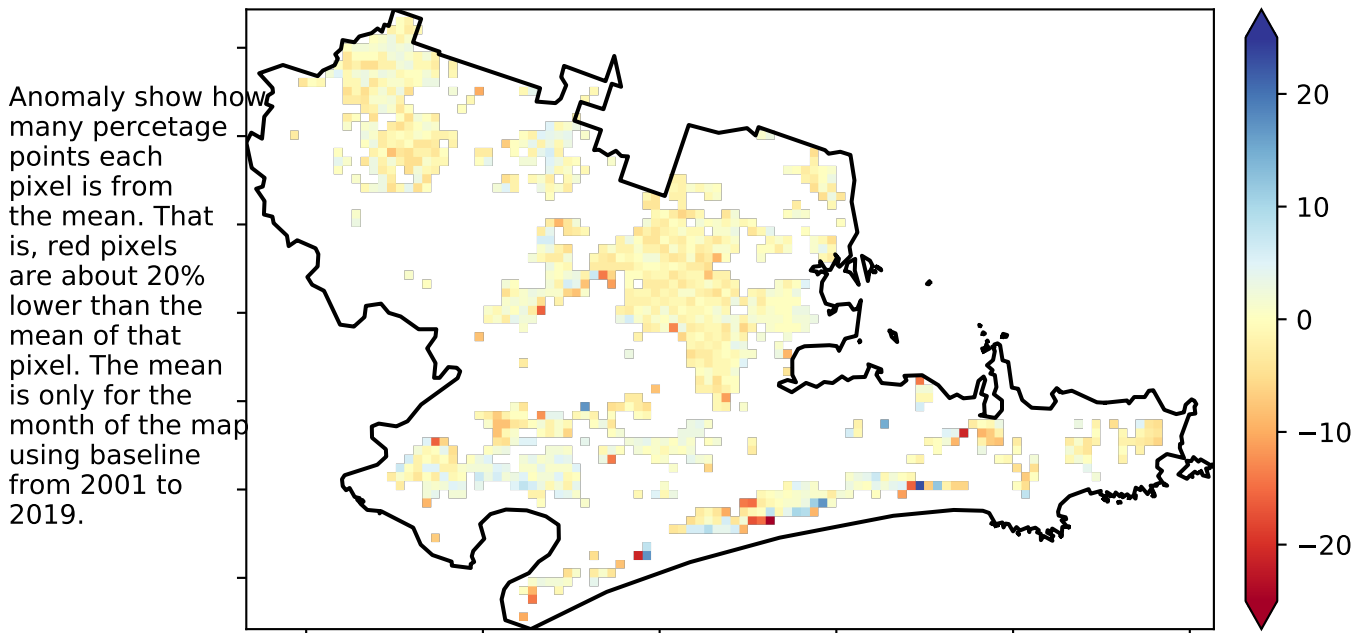 Anomaly show how
many percetage
points each
pixel is from
the mean. That
is, red pixels
are about 20%
lower than the
mean of that
pixel. The mean
is only for the
month of the map
using baseline
from 2001 to
2019.
20
10
0
−10
−20